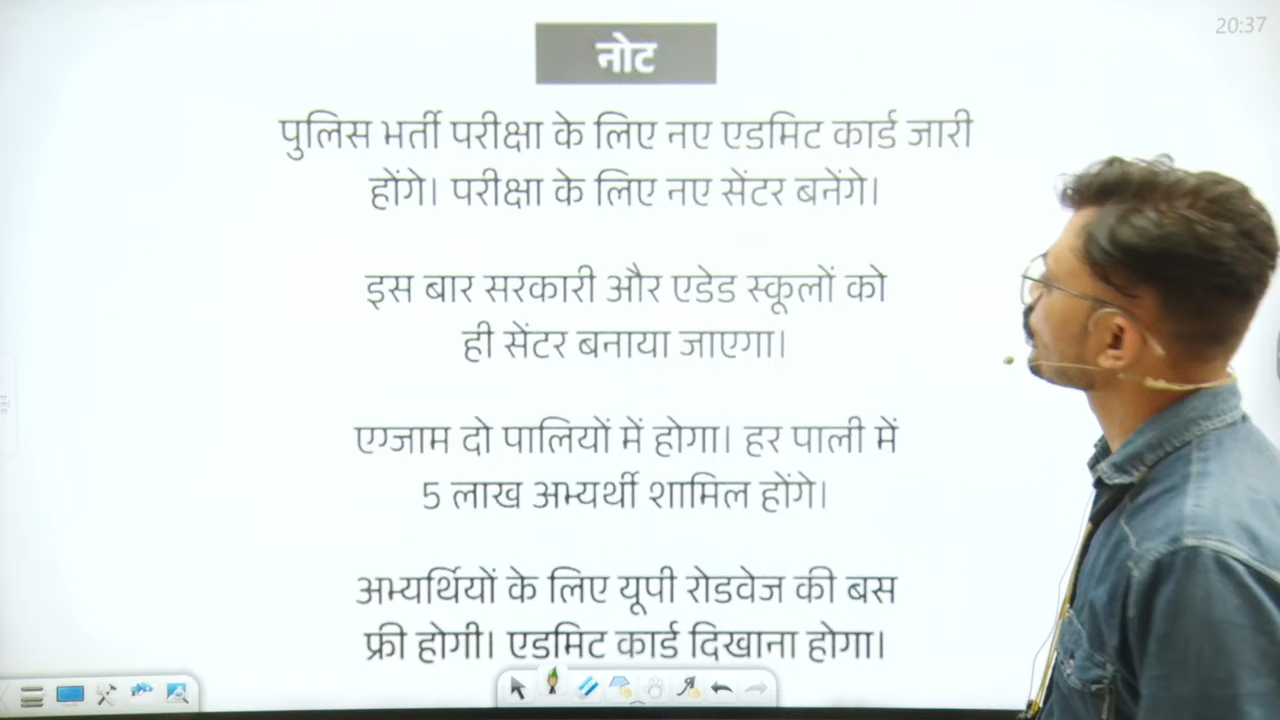 20:37
नोट
पुलिस भर्ती परीक्षा के लिए नए एडमिट कार्ड जारी
होंगे। परीक्षा के लिए नए सेंटर बनेंगे।
इस बार सरकारी और एडेड स्कूलों को
ही सेंटर बनाया जाएगा।
एग्जाम दो पालियों में होगा। हर पाली में
5 लाख अभ्यर्थी शामिल होंगे।
अभ्यर्थियों के लिए यूपी रोडवेज की बस
फ्री होगी। एडमिट कार्ड दिखाना होगा।